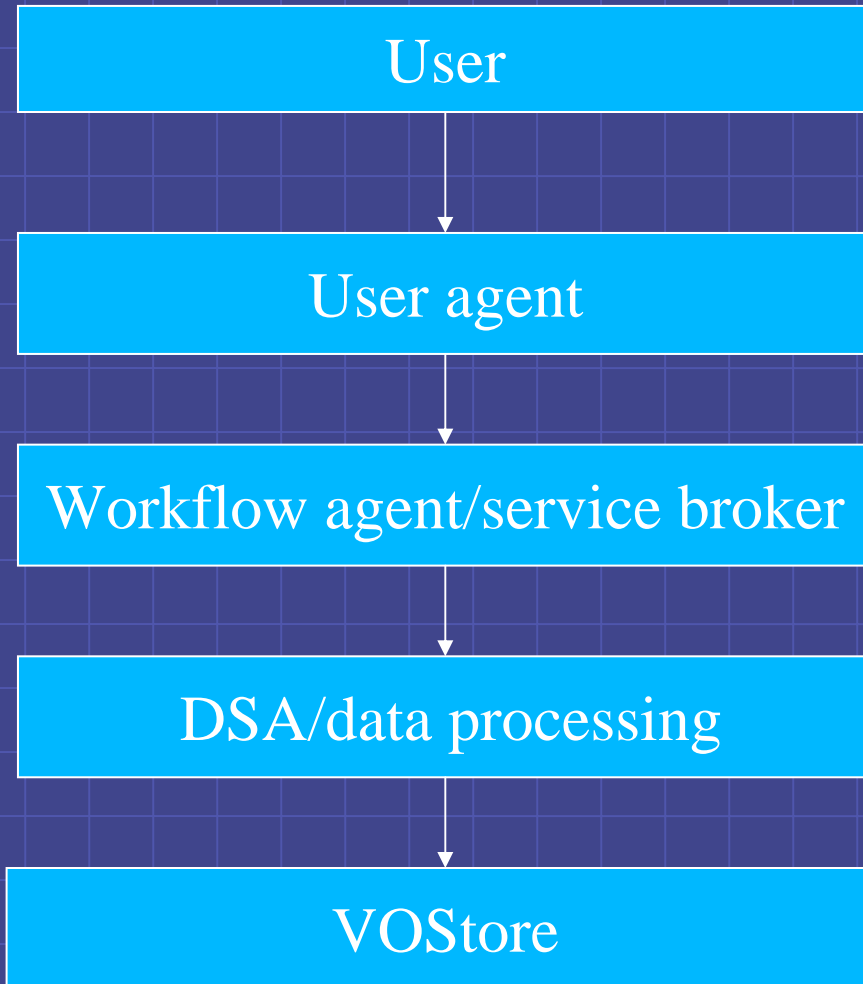 User
User agent
Workflow agent/service broker
DSA/data processing
VOStore